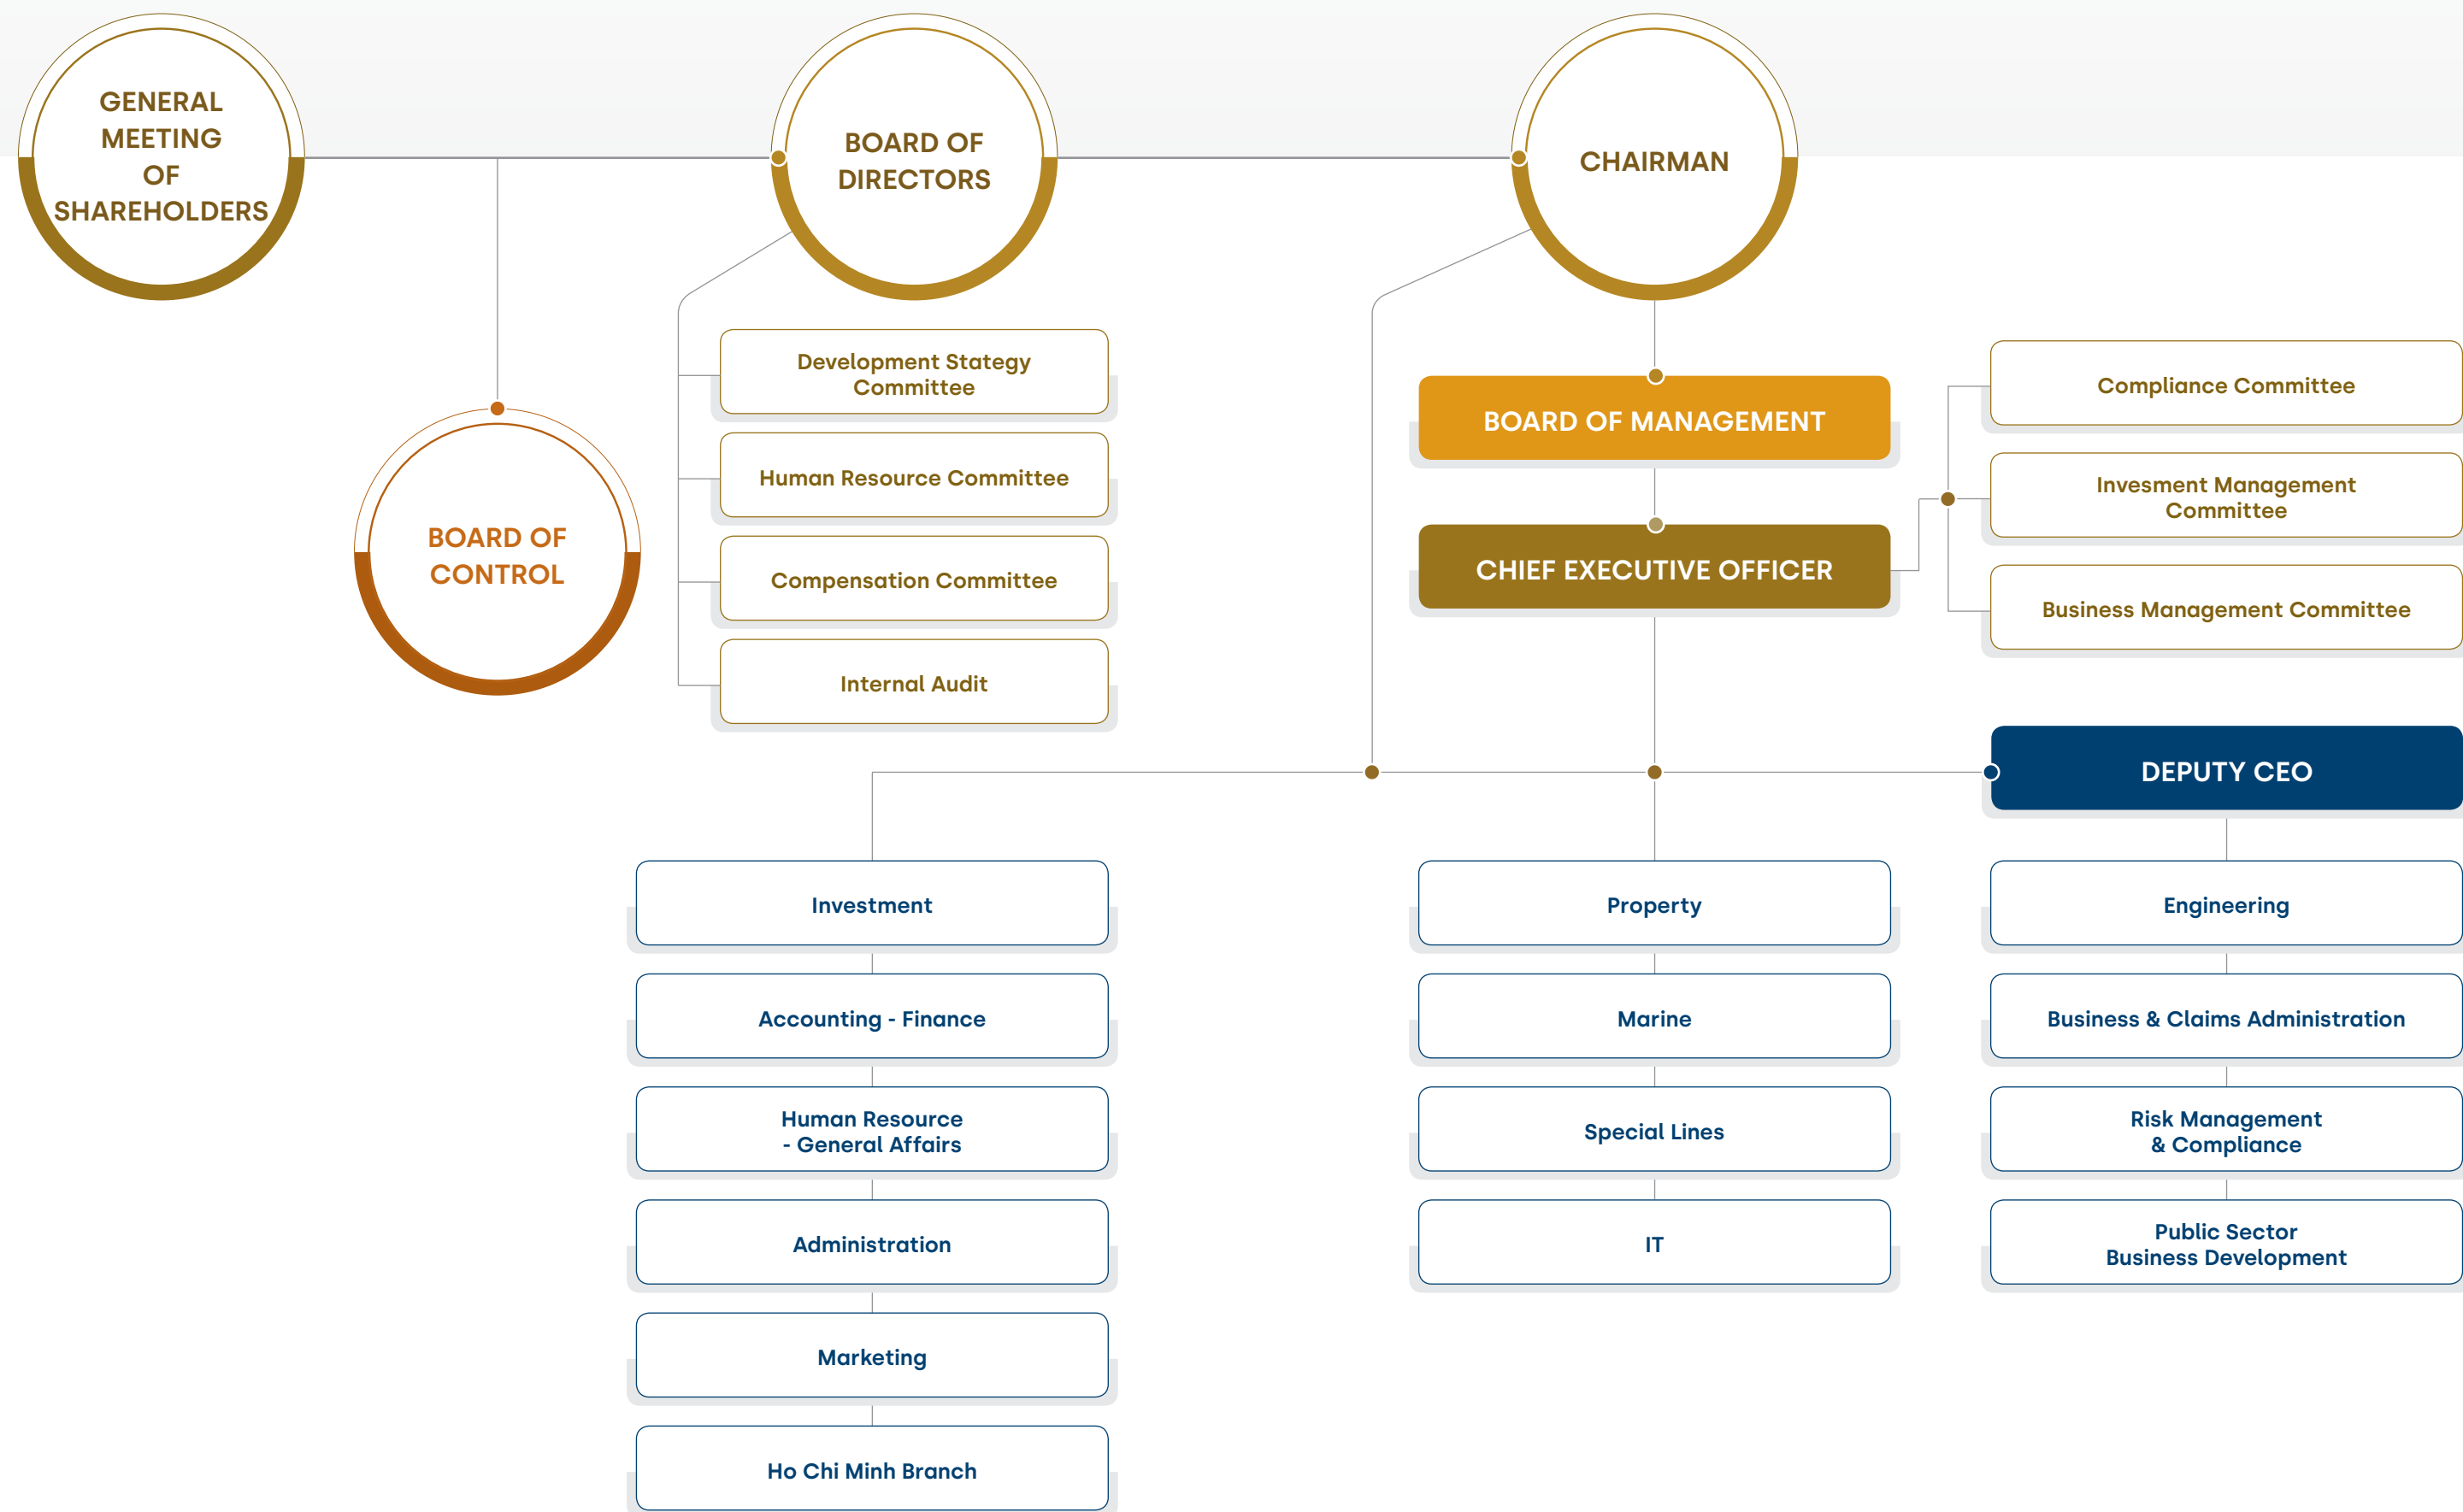 GENERAL
MEETING
OF
SHAREHOLDERS
BOARD OF
DIRECTORS
CHAIRMAN
BOARD OF
CONTROL
Development Stategy
Committee
Human Resource Committee
Compensation Committee
Internal Audit
BOARD OF MANAGEMENT
CHIEF EXECUTIVE OFFICER
Compliance Committee
Invesment Management
Committee
Business Management Committee
DEPUTY CEO
Investment
Accounting - Finance
Human Resource
- General Affairs
Administration
Marketing
Ho Chi Minh Branch
Property
Marine
Special Lines
IT
Engineering
Business & Claims Administration
Risk Management
& Compliance
Public Sector
Business Development